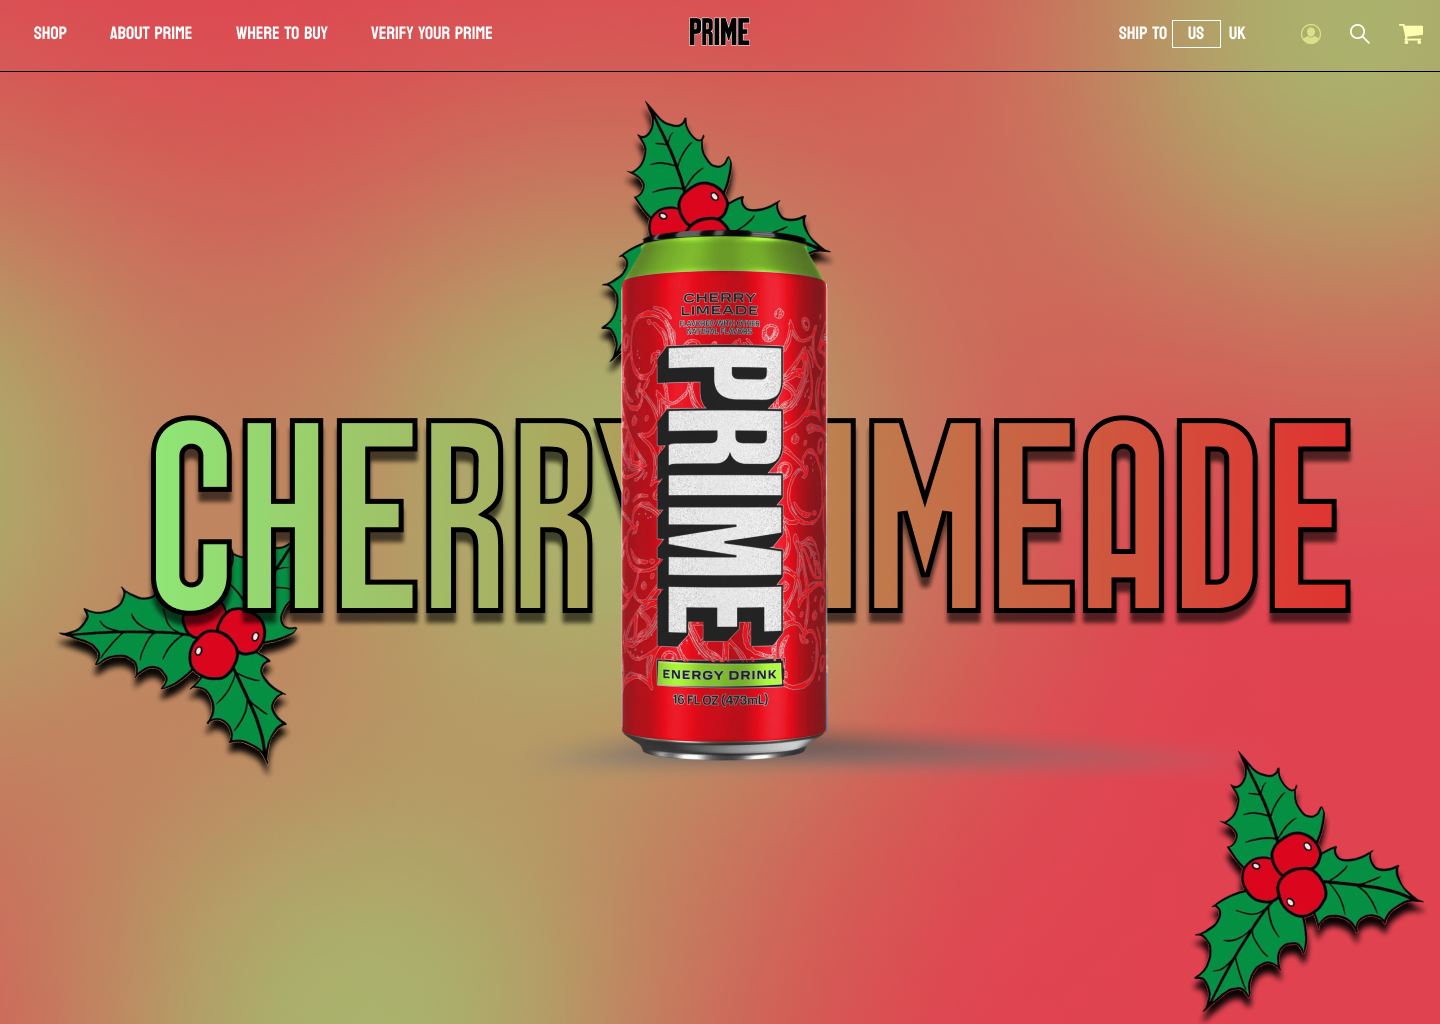 SHOP ABOUT PRIME WHERE TO BUY VERIFY YOUR PRIME PRIME SHIP TO US UK
CHERRY
LIMEADE
FLAVORED WITH OTHER
NATURAL FLAVORS
PRIME
CHERRY IMEADE
ENERGY DRINK
16 FL OZ (473mL)